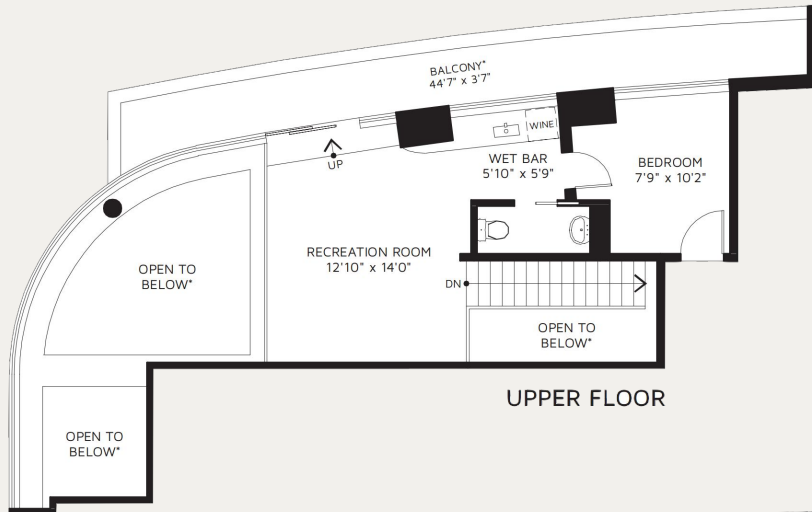 BALCONY*
44'7" x 3'7"
WINE
UP
WET BAR
5'10" x 5'9"
BEDROOM
7'9" x 10'2"
RECREATION ROOM
12'10" x 14'0"
OPEN TO
BELOW*
DN
OPEN TO
BELOW*
UPPER FLOOR
OPEN TO
BELOW*